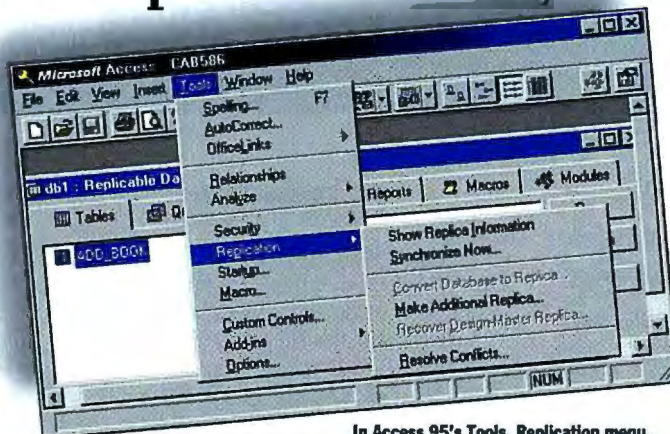 Microsoft Access CAB586
File Edit View Insert Tools Window Help
Spelling... F7
AutoCorrect...
OfficeLinks
db1 : Replicable Da
Relationships
Analyze
Reports Macros Modules
Tables
Security
ADD_BOOK
Replication
Show Replica Information
Startup...
Synchronize Now...
Macro...
Convert Database to Replica...
Custom Controls...
Make Additional Replica...
Add-ins
Recover Design-Master Replica...
Options...
Resolve Conflicts...
NUM
In Access 95's Tools, Replication menu